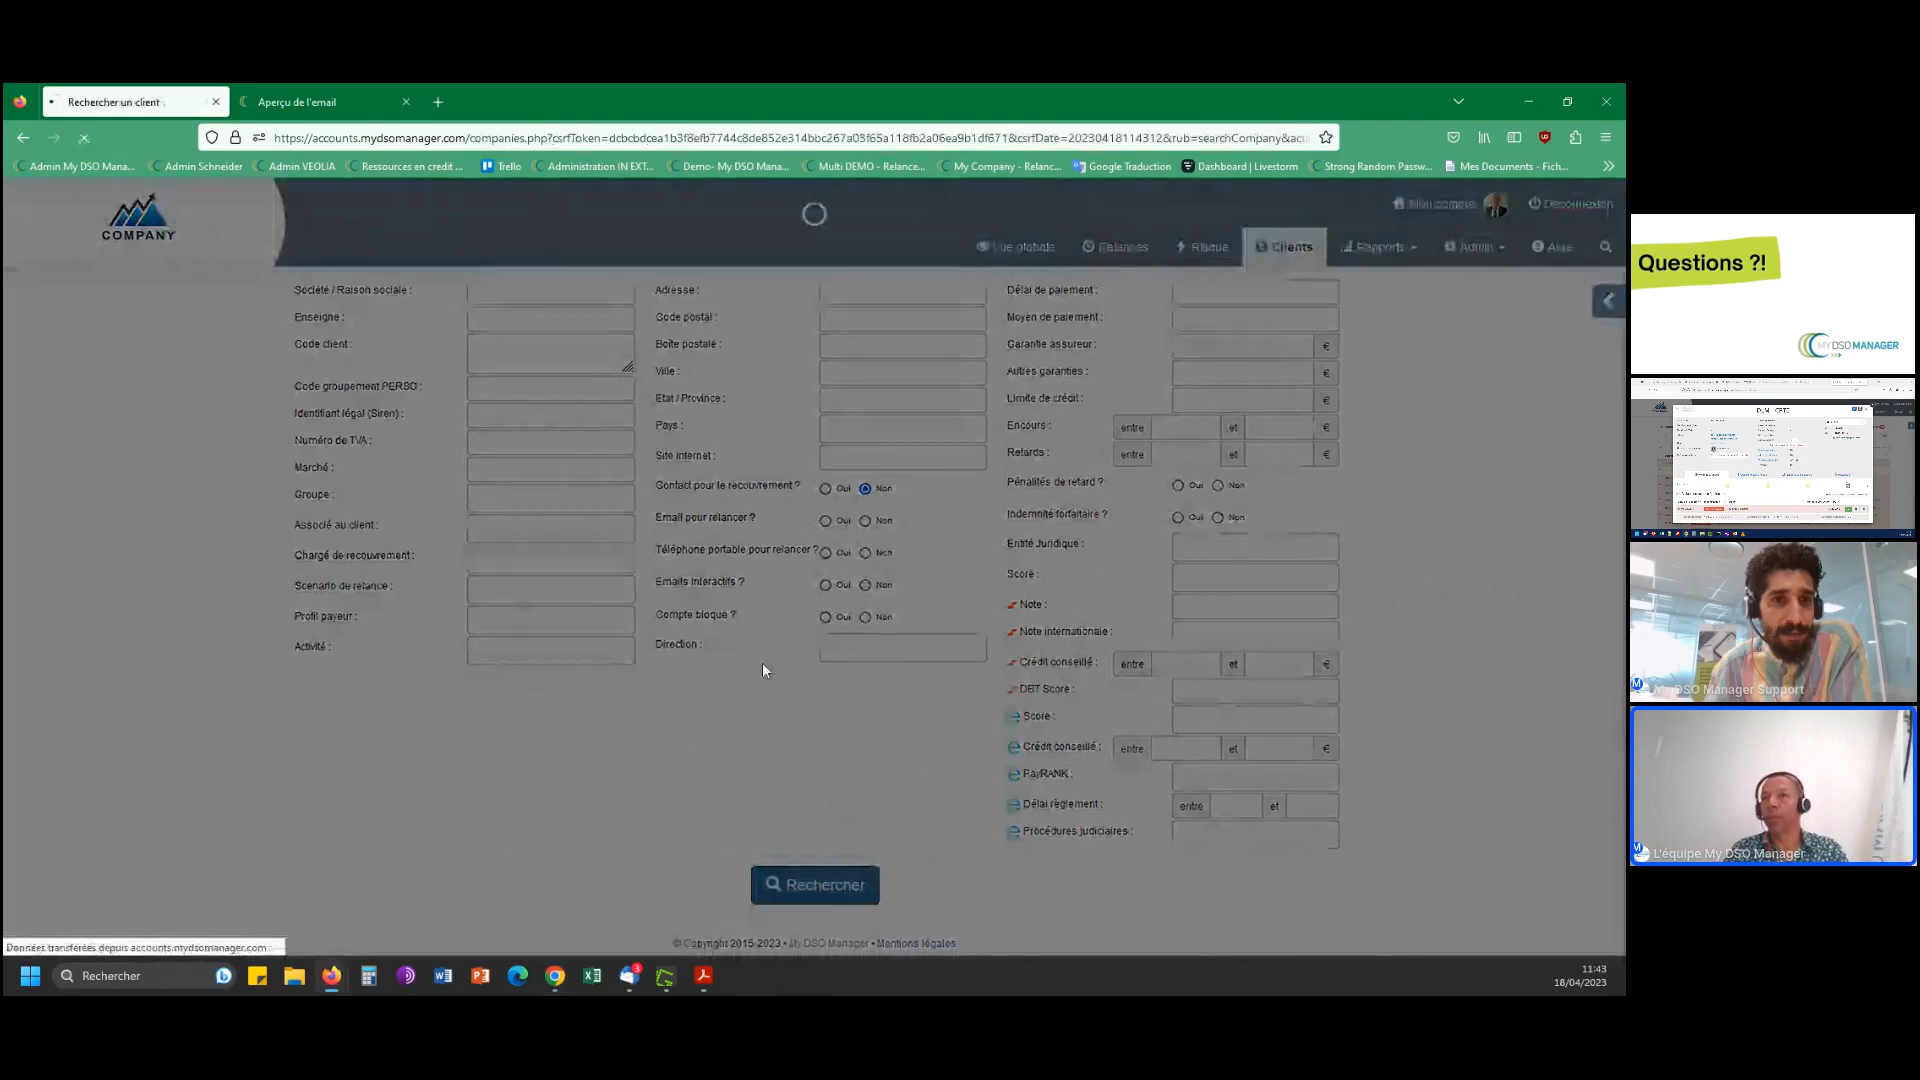 Rechercher un client
Aperçu de l'email
https://accounts.mydsomanager.com/companies.php?csrfToken=dcbcbdcea1b3f8efb7744c8de852e314bbc267a03f65a118fb2a06ea9b1df671&csrfDate=20230418114312&rub=searchCompany&acti
Admin My DSO Mana...
Admin Schneider
Admin VEOLIA
Ressources en credit ...
Trello
Administration IN EXT...
Demo- My DSO Mana...
Multi DEMO - Relance...
My Company - Relanc...
Google Traduction
Dashboard | Livestorm
Strong Random Passw...
Mes Documents - Fich...
COMPANY
Mon compte
Déconnexion
Vue globale
Balances
Risque
Clients
Rapports
Admin
Aide
Société / Raison sociale :
Enseigne :
Code client :
Code groupement PERSO :
Identifiant légal (Siren) :
Numéro de TVA :
Marché :
Groupe :
Associé au client :
Chargé de recouvrement :
Scenario de relance :
Profil payeur :
Activité :
Adresse :
Code postal :
Boîte postale :
Ville :
Etat / Province :
Pays :
Site internet :
Contact pour le recouvrement ? Oui Non
Email pour relancer ? Oui Non
Téléphone portable pour relancer ? Oui Non
Emails interactifs ? Oui Non
Compte bloqué ? Oui Non
Direction :
Délai de paiement :
Moyen de paiement :
Garantie assureur : €
Autres garanties : €
Limite de crédit : €
Encours : entre et €
Retards : entre et €
Pénalités de retard ? Oui Non
Indemnité forfaitaire ? Oui Non
Entité Juridique :
Score :
Note :
Note internationale :
Crédit conseillé : entre et €
DBT Score :
Score :
Crédit conseillé : entre et €
PayRANK :
Délai règlement : entre et
Procédures judiciaires :
Rechercher
© Copyright 2015-2023 • My DSO Manager • Mentions légales
Données transférées depuis accounts.mydsomanager.com
Rechercher
3
11:43
18/04/2023
Questions ?!
MY DSO MANAGER
My DSO Manager Support
L'équipe My DSO Manager